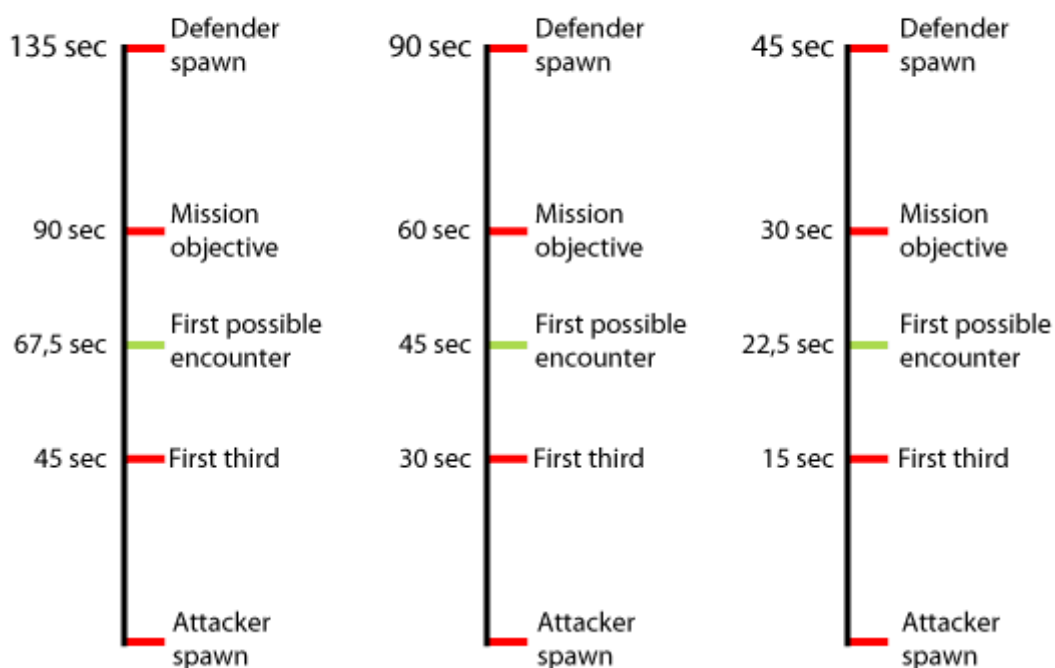 135 sec
Defender
spawn
90 sec
Mission
objective
67,5 sec
First possible
encounter
45 sec
First third
Attacker
spawn
90 sec
Defender
spawn
60 sec
Mission
objective
45 sec
First possible
encounter
30 sec
First third
Attacker
spawn
45 sec
Defender
spawn
30 sec
Mission
objective
22,5 sec
First possible
encounter
15 sec
First third
Attacker
spawn